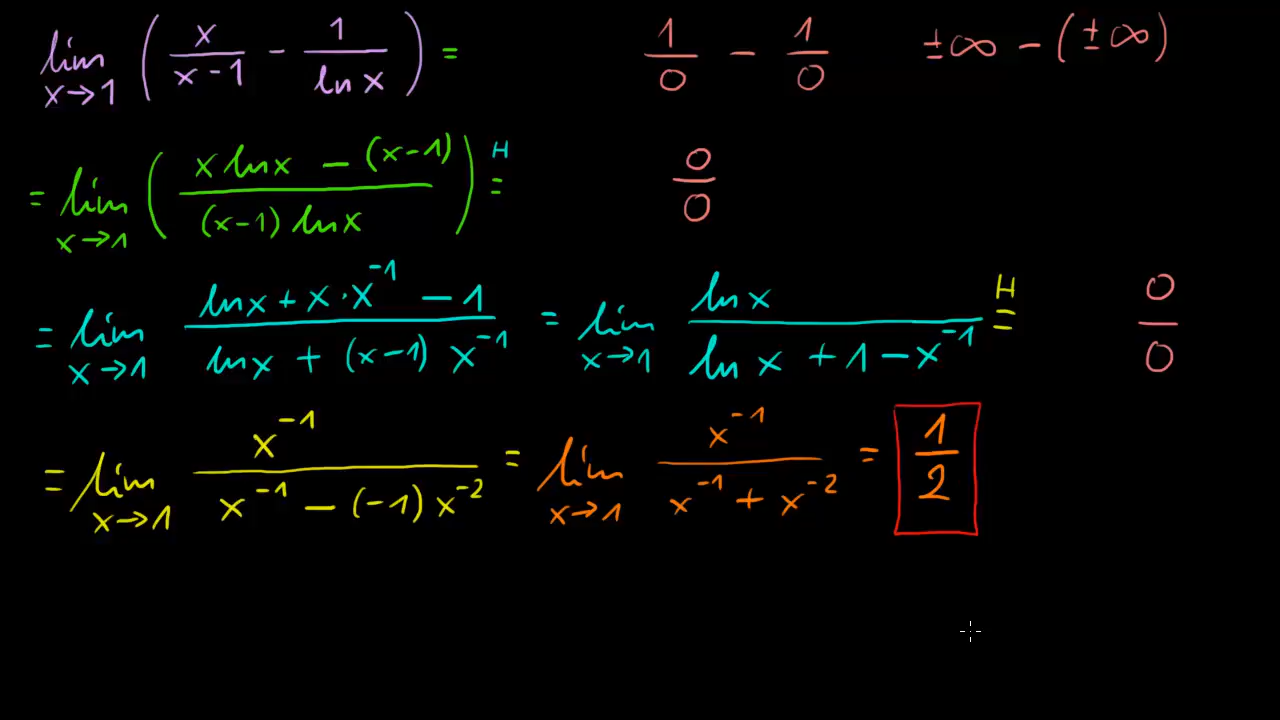 lim x→1 ( x/(x-1) - 1/(ln x) ) = 1/0 - 1/0 ±∞ - (±∞)
= lim x→1 ( (x ln x - (x-1))/((x-1) ln x) ) H= 0/0
= lim x→1 (ln x + x·x^-1 - 1)/(ln x + (x-1) x^-1) = lim x→1 (ln x)/(ln x + 1 - x^-1) H= 0/0
= lim x→1 (x^-1)/(x^-1 - (-1) x^-2) = lim x→1 (x^-1)/(x^-1 + x^-2) = 1/2